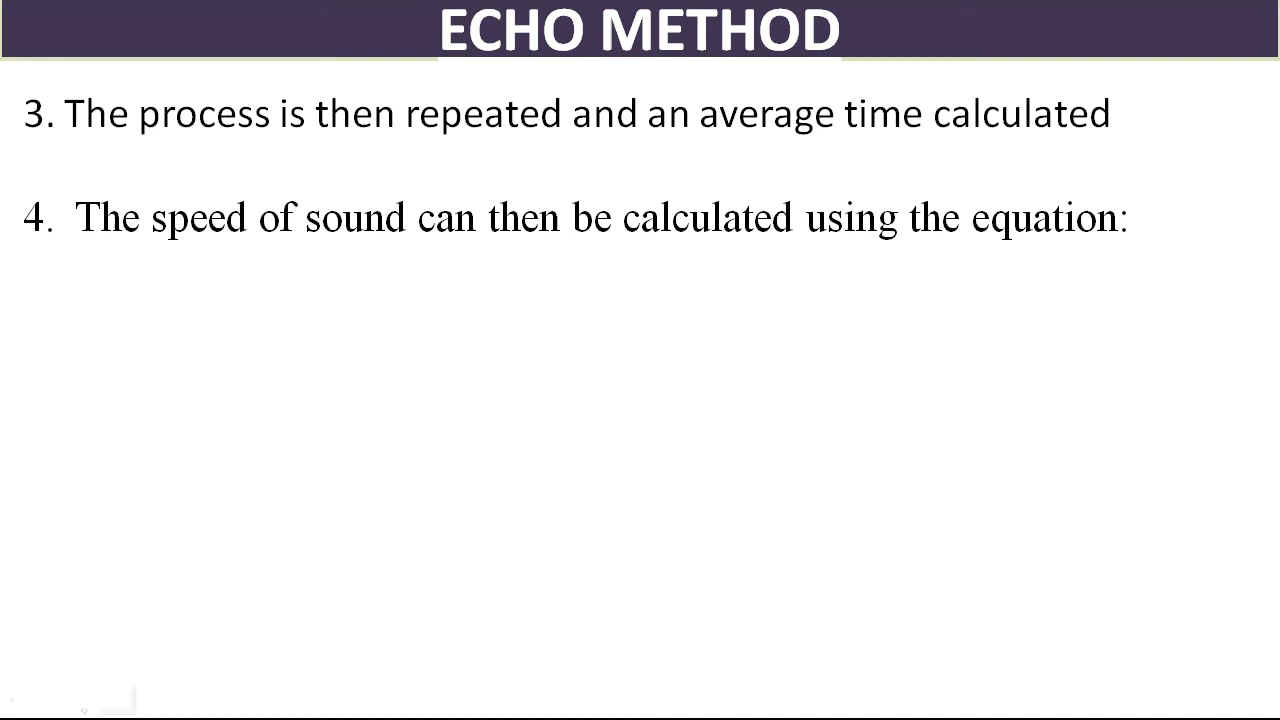 ECHO METHOD
3. The process is then repeated and an average time calculated
4. The speed of sound can then be calculated using the equation: